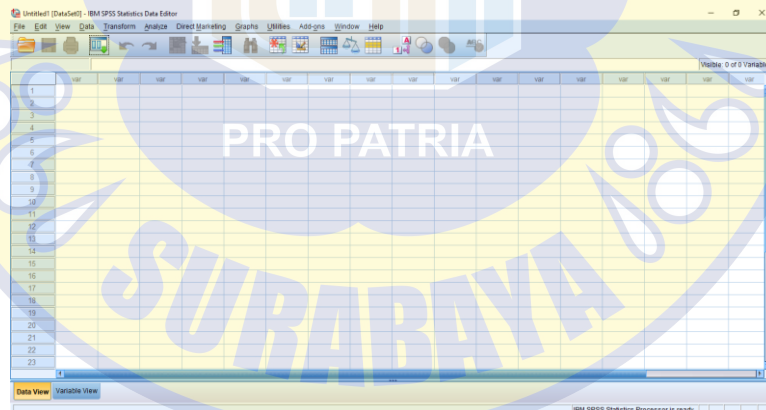 Untitled1 [DataSet0] - IBM SPSS Statistics Data Editor
File Edit View Data Transform Analyze Direct Marketing Graphs Utilities Add-ons Window Help
Visible: 0 of 0 Variable
var var var var var var var var var var var var var var var var var
1
2
3
4
5
PRO PATRIA
6
7
8
9
10
11
12
13
14
15
16
17
18
19
SURABAYA
20
21
22
23
Data View Variable View
IBM SPSS Statistics Processor is ready